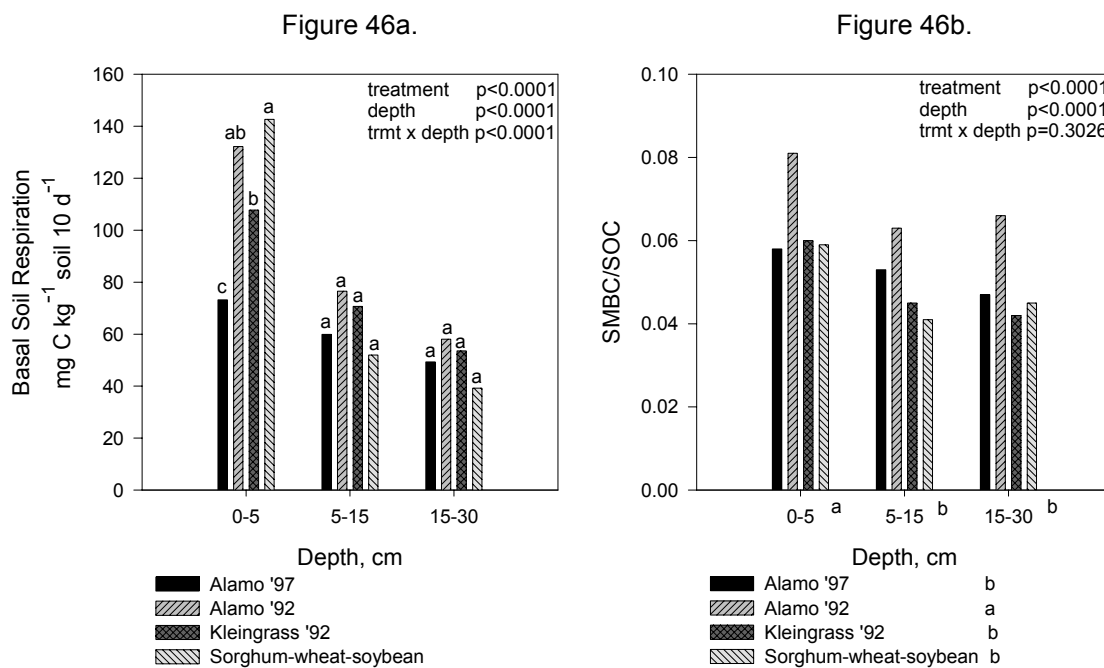 Figure 46a.
160
140
120
100
80
60
40
20
0
Basal Soil Respiration
mg C kg⁻¹ soil 10 d⁻¹
treatment p<0.0001
depth p<0.0001
trmt x depth p<0.0001
c
ab
b
a
a
a
a
a
a
a
a
a
0-5
5-15
15-30
Depth, cm
Alamo '97
Alamo '92
Kleingrass '92
Sorghum-wheat-soybean
Figure 46b.
0.10
0.08
0.06
0.04
0.02
0.00
SMBC/SOC
treatment p<0.0001
depth p<0.0001
trmt x depth p=0.3026
0-5 a
5-15 b
15-30 b
Depth, cm
Alamo '97 b
Alamo '92 a
Kleingrass '92 b
Sorghum-wheat-soybean b